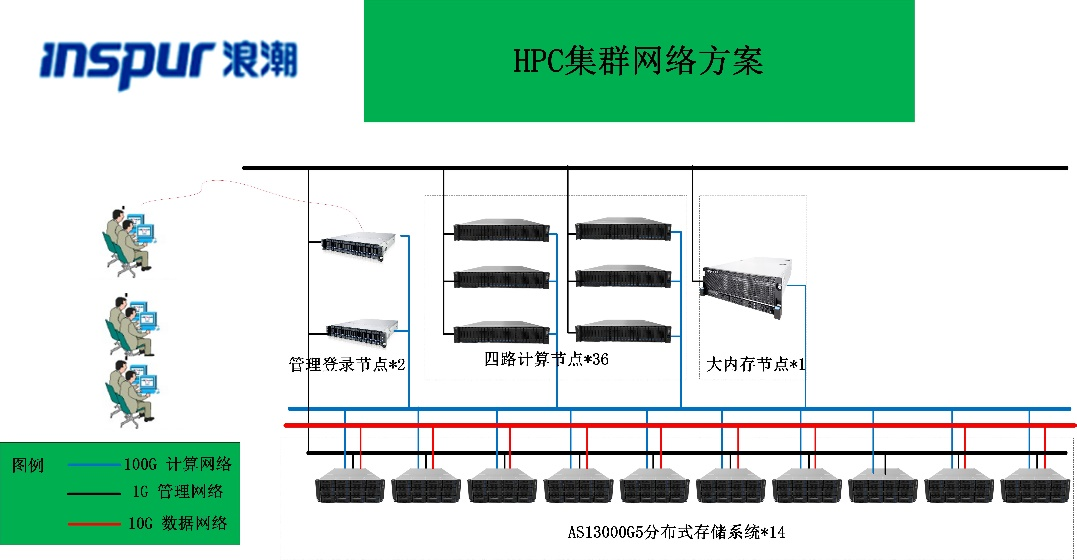 inspur 浪潮
HPC集群网络方案
管理登录节点*2
四路计算节点*36
大内存节点*1
图例
100G 计算网络
1G 管理网络
10G 数据网络
AS13000G5分布式存储系统*14